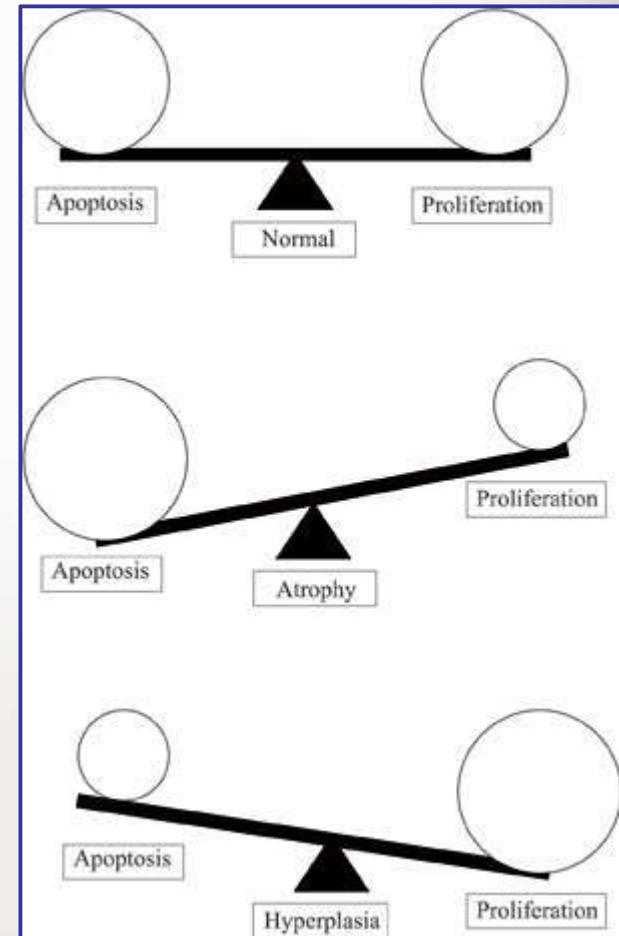 Apoptosis
Proliferation
Normal
Proliferation
Apoptosis
Atrophy
Apoptosis
Proliferation
Hyperplasia